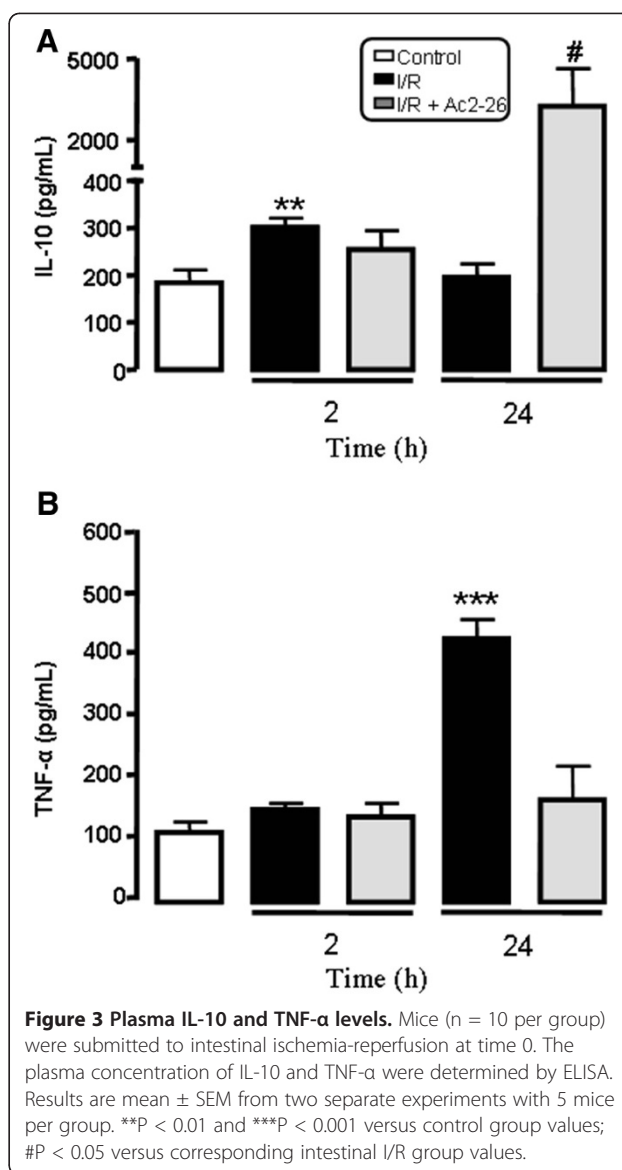 A
Control
I/R
I/R + Ac2-26
#
5000
2000
400
300
200
100
0
IL-10 (pg/mL)
**
2
24
Time (h)
B
600
500
400
300
200
100
0
TNF-α (pg/mL)
***
2
24
Time (h)
Figure 3 Plasma IL-10 and TNF-α levels. Mice (n = 10 per group)
were submitted to intestinal ischemia-reperfusion at time 0. The
plasma concentration of IL-10 and TNF-α were determined by ELISA.
Results are mean ± SEM from two separate experiments with 5 mice
per group. **P < 0.01 and ***P < 0.001 versus control group values;
#P < 0.05 versus corresponding intestinal I/R group values.